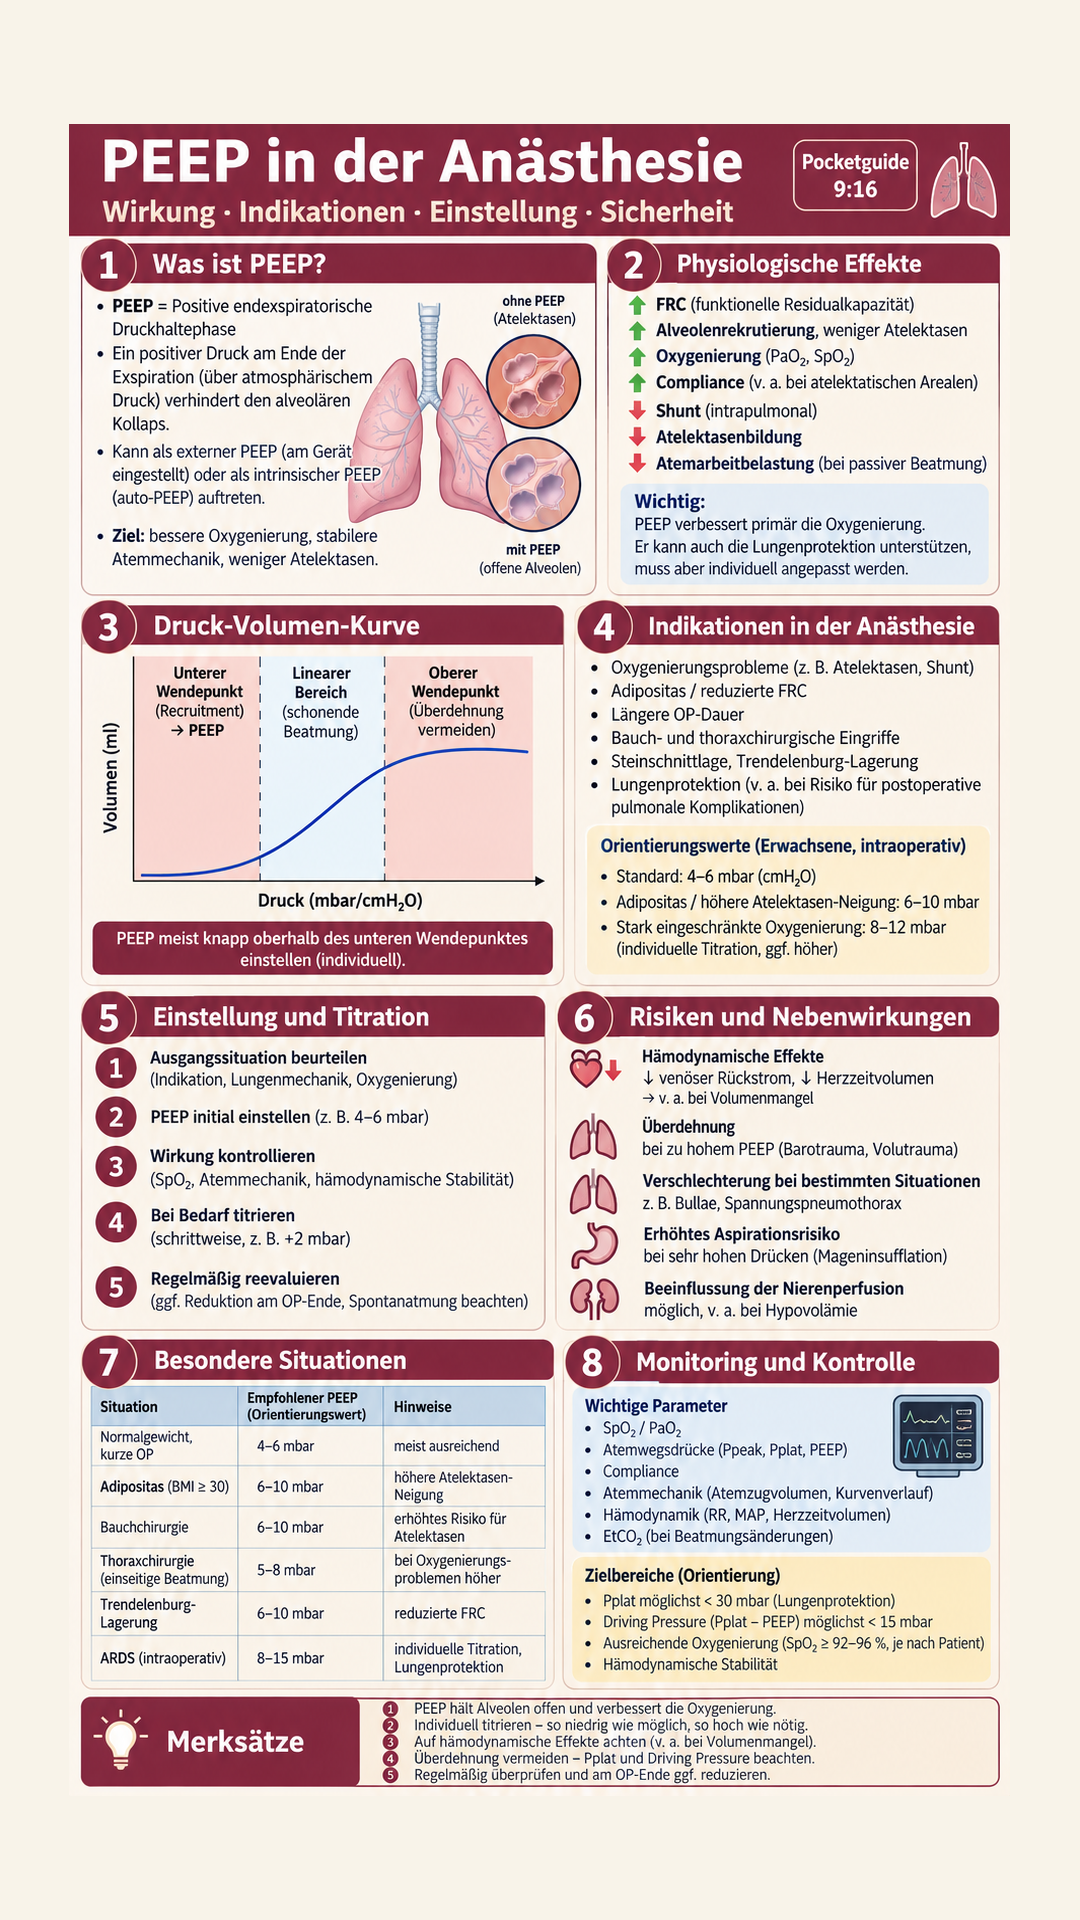 PEEP in der Anästhesie
Wirkung · Indikationen · Einstellung · Sicherheit
Pocketguide
9:16
1 Was ist PEEP?
• PEEP = Positive endexspiratorische
Druckhaltephase
• Ein positiver Druck am Ende der
Exspiration (über atmosphärischem
Druck) verhindert den alveolären
Kollaps.
• Kann als externer PEEP (am Gerät
eingestellt) oder als intrinsischer PEEP
(auto-PEEP) auftreten.
• Ziel: bessere Oxygenierung, stabilere
Atemmechanik, weniger Atelektasen.
ohne PEEP
(Atelektasen)
mit PEEP
(offene Alveolen)
2 Physiologische Effekte
FRC (funktionelle Residualkapazität)
Alveolenrekrutierung, weniger Atelektasen
Oxygenierung (PaO₂, SpO₂)
Compliance (v. a. bei atelektatischen Arealen)
Shunt (intrapulmonal)
Atelektasenbildung
Atemarbeitbelastung (bei passiver Beatmung)
Wichtig:
PEEP verbessert primär die Oxygenierung.
Er kann auch die Lungenprotektion unterstützen,
muss aber individuell angepasst werden.
3 Druck-Volumen-Kurve
Unterer
Wendepunkt
(Recruitment)
→ PEEP
Linearer
Bereich
(schonende
Beatmung)
Oberer
Wendepunkt
(Überdehnung
vermeiden)
Volumen (ml)
Druck (mbar/cmH₂O)
PEEP meist knapp oberhalb des unteren Wendepunktes
einstellen (individuell).
4 Indikationen in der Anästhesie
• Oxygenierungsprobleme (z. B. Atelektasen, Shunt)
• Adipositas / reduzierte FRC
• Längere OP-Dauer
• Bauch- und thoraxchirurgische Eingriffe
• Steinschnittlage, Trendelenburg-Lagerung
• Lungenprotektion (v. a. bei Risiko für postoperative
pulmonale Komplikationen)
Orientierungswerte (Erwachsene, intraoperativ)
• Standard: 4–6 mbar (cmH₂O)
• Adipositas / höhere Atelektasen-Neigung: 6–10 mbar
• Stark eingeschränkte Oxygenierung: 8–12 mbar
(individuelle Titration, ggf. höher)
5 Einstellung und Titration
1 Ausgangssituation beurteilen
(Indikation, Lungenmechanik, Oxygenierung)
2 PEEP initial einstellen (z. B. 4–6 mbar)
3 Wirkung kontrollieren
(SpO₂, Atemmechanik, hämodynamische Stabilität)
4 Bei Bedarf titrieren
(schrittweise, z. B. +2 mbar)
5 Regelmäßig reevaluieren
(ggf. Reduktion am OP-Ende, Spontanatmung beachten)
6 Risiken und Nebenwirkungen
Hämodynamische Effekte
↓ venöser Rückstrom, ↓ Herzzeitvolumen
→ v. a. bei Volumenmangel
Überdehnung
bei zu hohem PEEP (Barotrauma, Volutrauma)
Verschlechterung bei bestimmten Situationen
z. B. Bullae, Spannungspneumothorax
Erhöhtes Aspirationsrisiko
bei sehr hohen Drücken (Mageninsufflation)
Beeinflussung der Nierenperfusion
möglich, v. a. bei Hypovolämie
7 Besondere Situationen
Situation
Empfohlener PEEP
(Orientierungswert)
Hinweise
Normalgewicht,
kurze OP
4–6 mbar
meist ausreichend
Adipositas (BMI ≥ 30)
6–10 mbar
höhere Atelektasen-
Neigung
Bauchchirurgie
6–10 mbar
erhöhtes Risiko für
Atelektasen
Thoraxchirurgie
(einseitige Beatmung)
5–8 mbar
bei Oxygenierungs-
problemen höher
Trendelenburg-
Lagerung
6–10 mbar
reduzierte FRC
ARDS (intraoperativ)
8–15 mbar
individuelle Titration,
Lungenprotektion
8 Monitoring und Kontrolle
Wichtige Parameter
• SpO₂ / PaO₂
• Atemwegsdrücke (Ppeak, Pplat, PEEP)
• Compliance
• Atemmechanik (Atemzugvolumen, Kurvenverlauf)
• Hämodynamik (RR, MAP, Herzzeitvolumen)
• EtCO₂ (bei Beatmungsänderungen)
Zielbereiche (Orientierung)
• Pplat möglichst < 30 mbar (Lungenprotektion)
• Driving Pressure (Pplat – PEEP) möglichst < 15 mbar
• Ausreichende Oxygenierung (SpO₂ ≥ 92–96 %, je nach Patient)
• Hämodynamische Stabilität
Merksätze
1 PEEP hält Alveolen offen und verbessert die Oxygenierung.
2 Individuell titrieren – so niedrig wie möglich, so hoch wie nötig.
3 Auf hämodynamische Effekte achten (v. a. bei Volumenmangel).
4 Überdehnung vermeiden – Pplat und Driving Pressure beachten.
5 Regelmäßig überprüfen und am OP-Ende ggf. reduzieren.